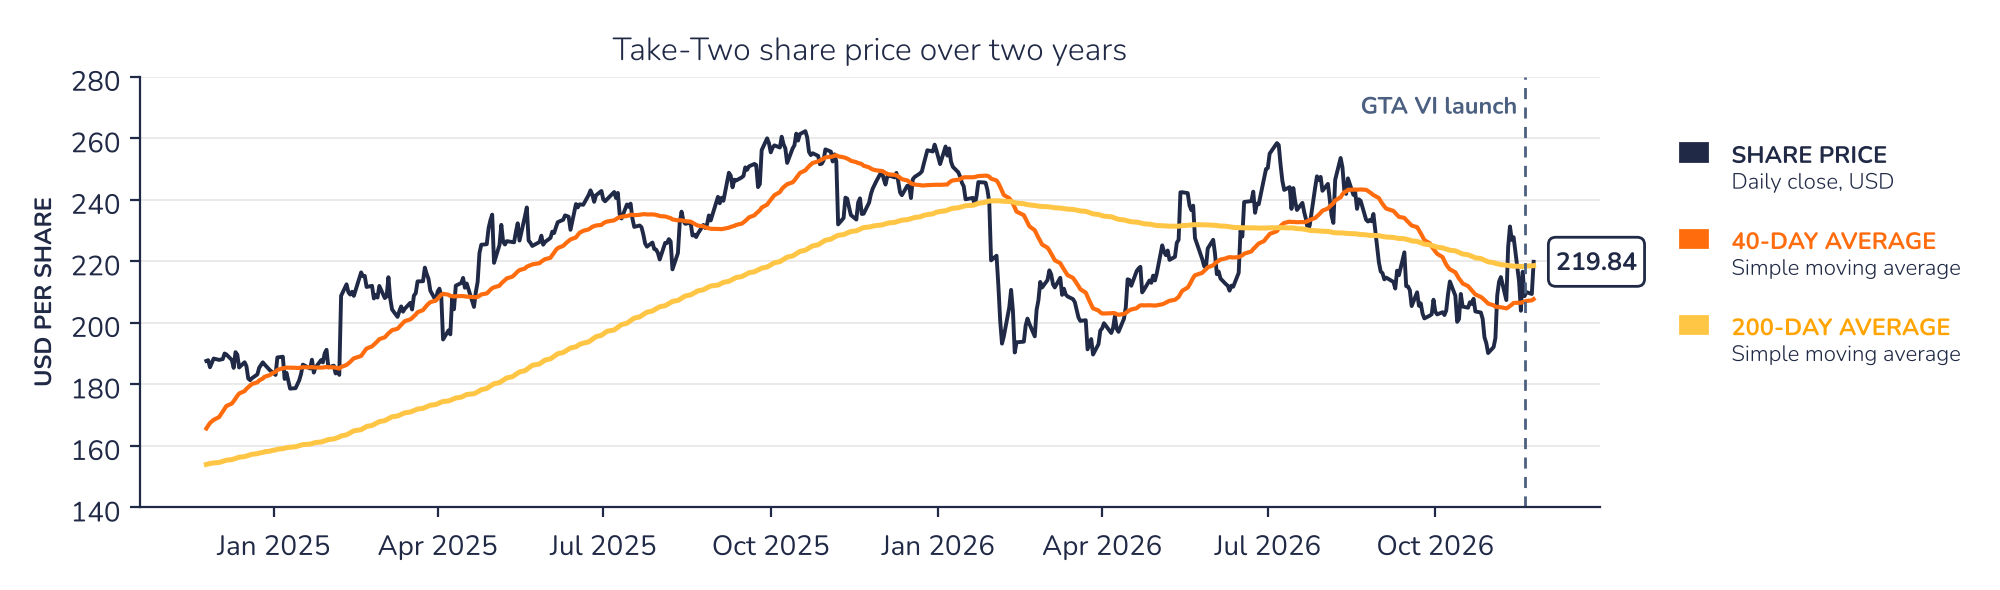 Take-Two share price over two years
USD PER SHARE
280
260
240
220
200
180
160
140
GTA VI launch
219.84
Jan 2025
Apr 2025
Jul 2025
Oct 2025
Jan 2026
Apr 2026
Jul 2026
Oct 2026
SHARE PRICE
Daily close, USD
40-DAY AVERAGE
Simple moving average
200-DAY AVERAGE
Simple moving average